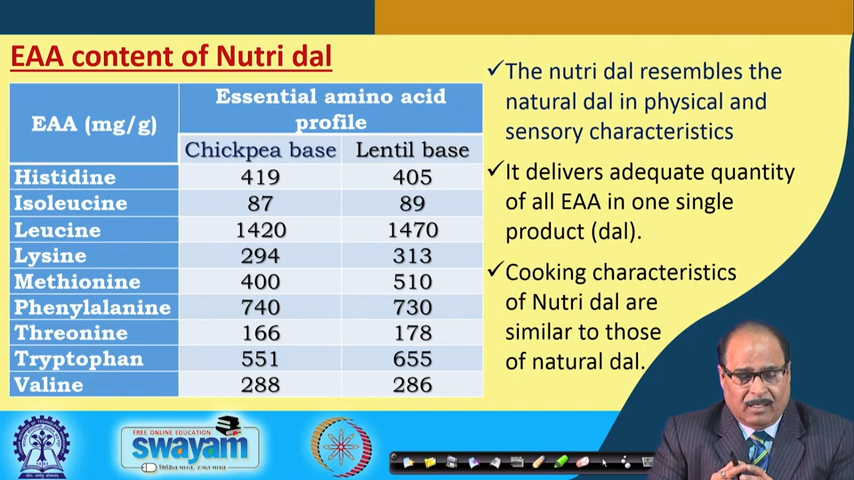 EAA content of Nutri dal
EAA (mg/g)
Essential amino acid
profile
Chickpea base Lentil base
Histidine 419 405
Isoleucine 87 89
Leucine 1420 1470
Lysine 294 313
Methionine 400 510
Phenylalanine 740 730
Threonine 166 178
Tryptophan 551 655
Valine 288 286
✓The nutri dal resembles the
natural dal in physical and
sensory characteristics
✓It delivers adequate quantity
of all EAA in one single
product (dal).
✓Cooking characteristics
of Nutri dal are
similar to those
of natural dal.
FREE ONLINE EDUCATION
swayam